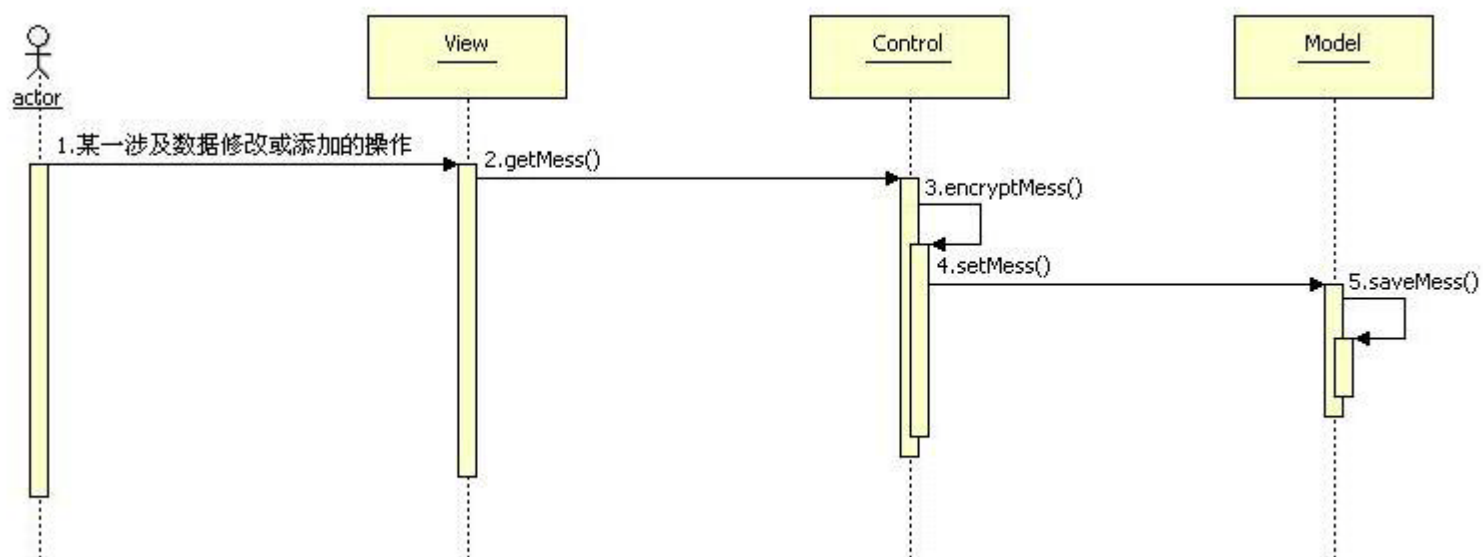 View
Control
Model
actor
1.某一涉及数据修改或添加的操作
2.getMess()
3.encryptMess()
4.setMess()
5.saveMess()